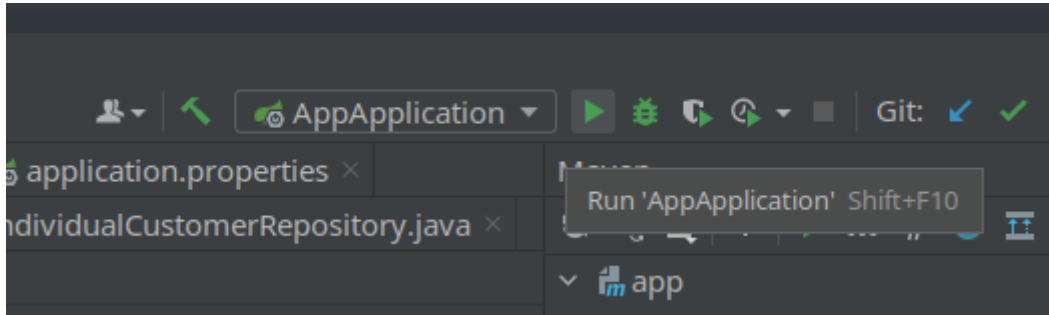 AppApplication Git:
application.properties
Run 'AppApplication' Shift+F10
ndividualCustomerRepository.java
app